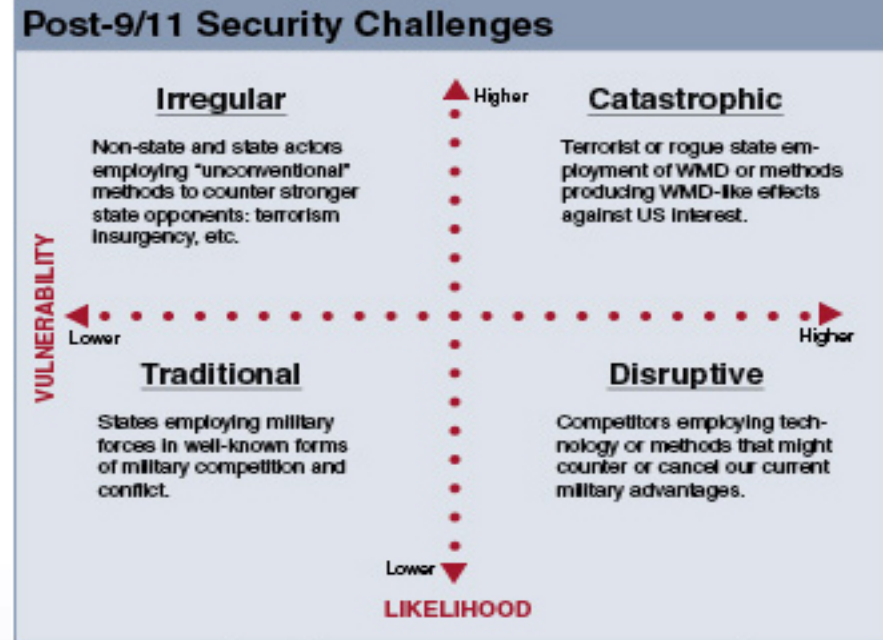 Post-9/11 Security Challenges
Irregular
Non-state and state actors
employing "unconventional"
methods to counter stronger
state opponents: terrorism
insurgency, etc.
Higher
Catastrophic
Terrorist or rogue state em-
ployment of WMD or methods
producing WMD-like effects
against US interest.
VULNERABILITY
Lower
Higher
Traditional
States employing military
forces in well-known forms
of military competition and
conflict.
Disruptive
Competitors employing tech-
nology or methods that might
counter or cancel our current
military advantages.
Lower
LIKELIHOOD